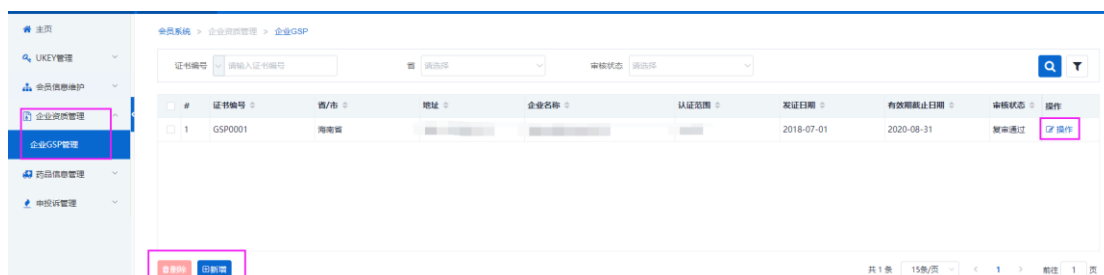 主页
会员系统 > 企业资质管理 > 企业GSP
UKEY管理
证书编号 请输入证书编号 省 请选择 审核状态 请选择
会员信息维护
# 证书编号 省/市 地址 企业名称 认证范围 发证日期 有效期截止日期 审核状态 操作
企业资质管理
1 GSP0001 海南省 2018-07-01 2020-08-31 复审通过 操作
企业GSP管理
药品信息管理
申投诉管理
删除 新增
共1条 15条/页 < 1 > 前往 1 页